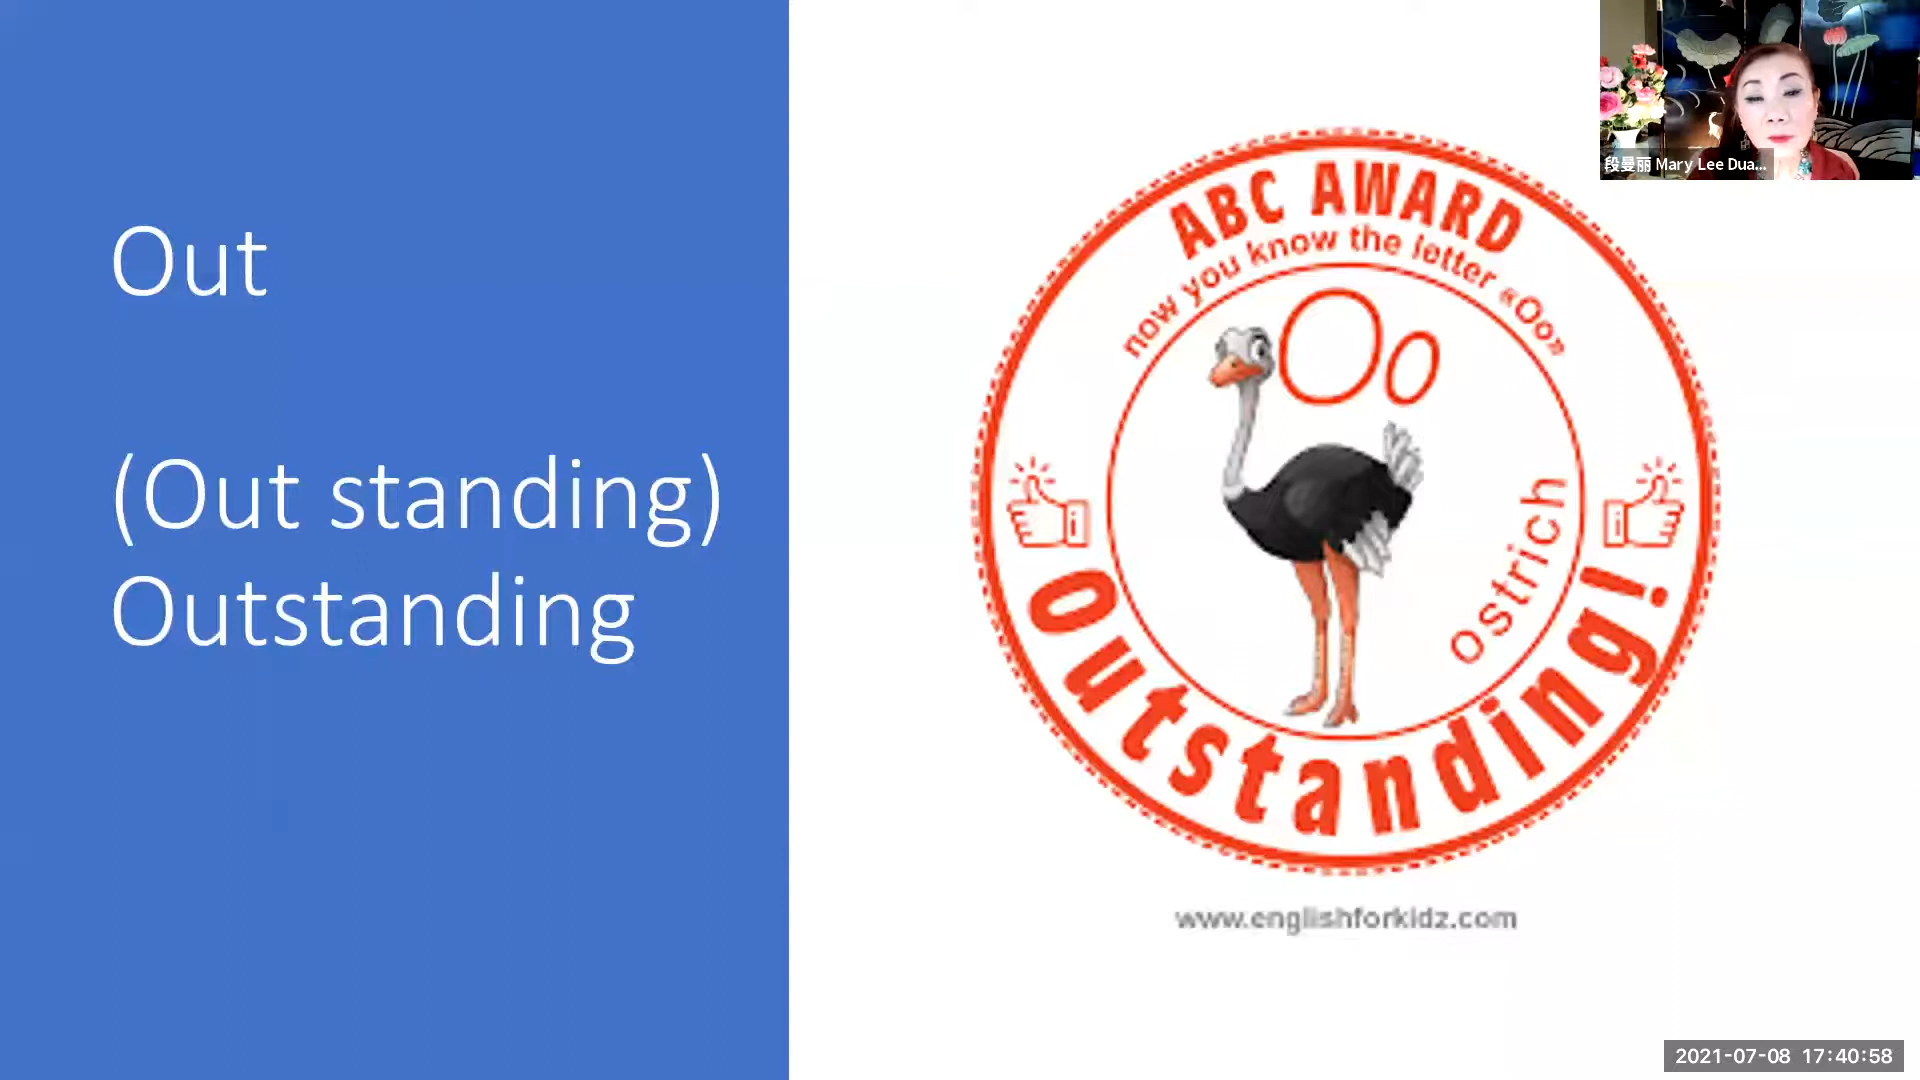 Out
(Out standing)
Outstanding
ABC AWARD
now you know the letter «Oo»
Oo
Ostrich
Outstanding!
www.englishforkidz.com
段曼丽 Mary Lee Dua...
2021-07-08 17:40:58